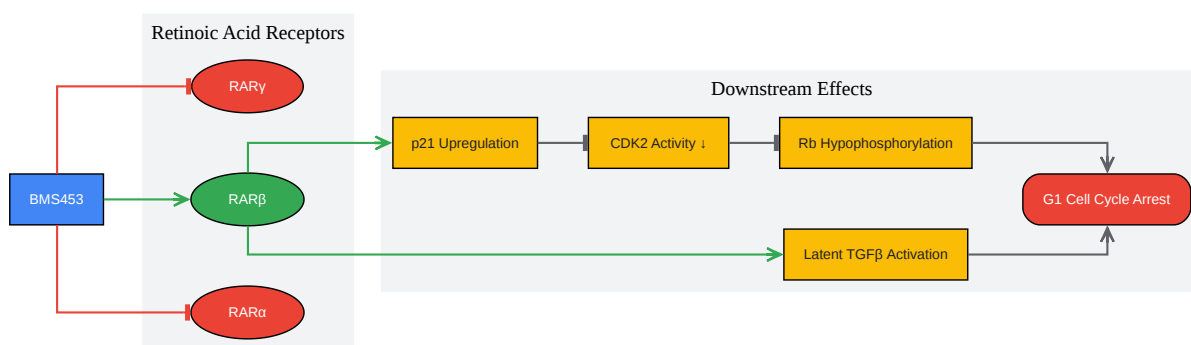 Retinoic Acid Receptors
RARγ
Downstream Effects
p21 Upregulation
CDK2 Activity ↓
Rb Hypophosphorylation
BMS453
RARβ
G1 Cell Cycle Arrest
Latent TGFβ Activation
RARα